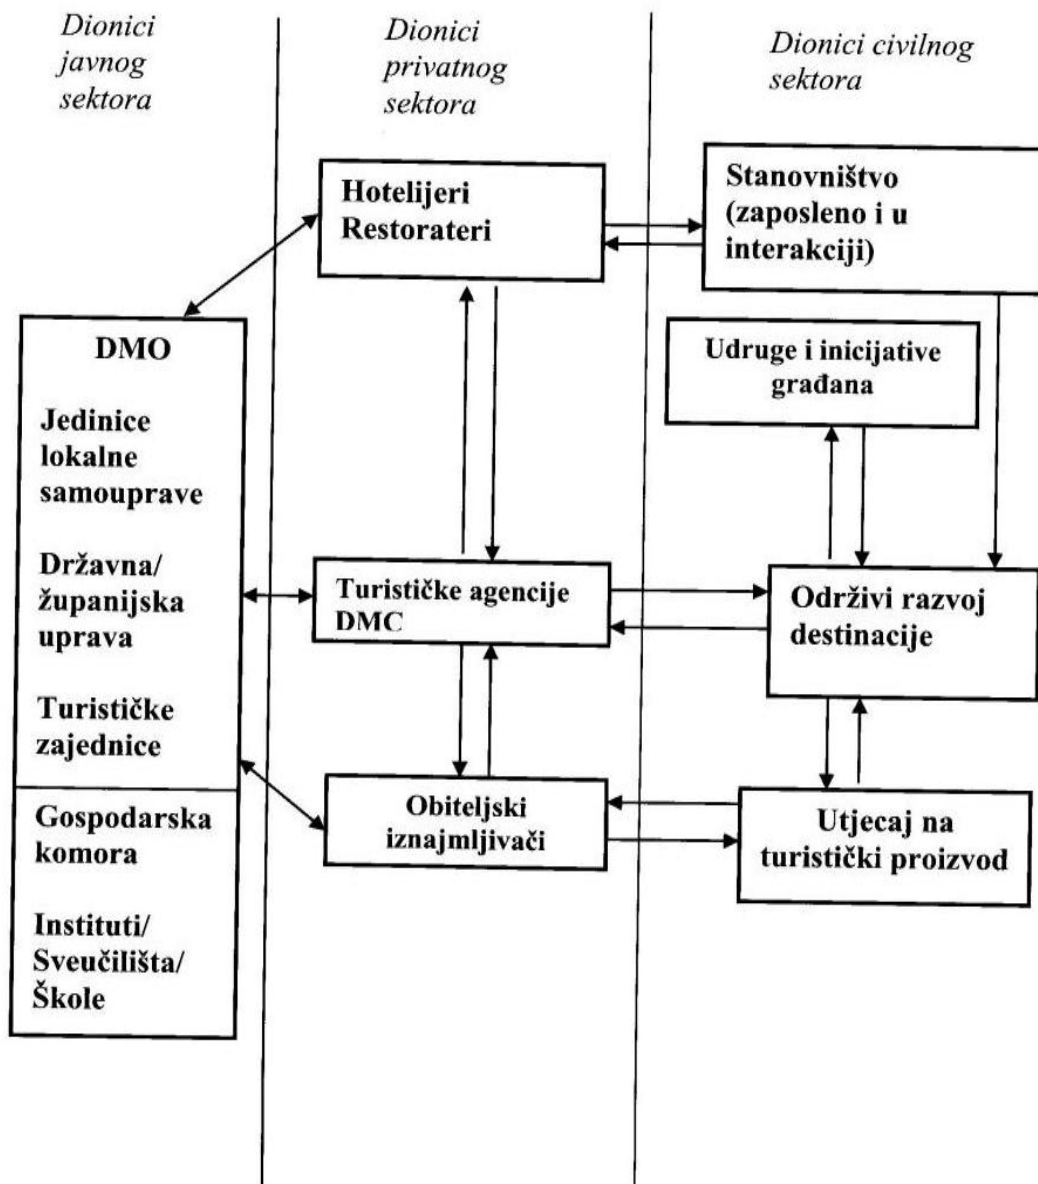 Dionici
javnog
sektora
Dionici
privatnog
sektora
Dionici civilnog
sektora
DMO
Jedinice
lokalne
samouprave
Državna/
županijska
uprava
Turističke
zajednice
Gospodarska
komora
Instituti/
Sveučilišta/
Škole
Hotelijeri
Restorateri
Turističke agencije
DMC
Obiteljski
iznajmljivači
Stanovništvo
(zaposleno i u
interakciji)
Udruge i inicijative
građana
Održivi razvoj
destinacije
Utjecaj na
turistički proizvod